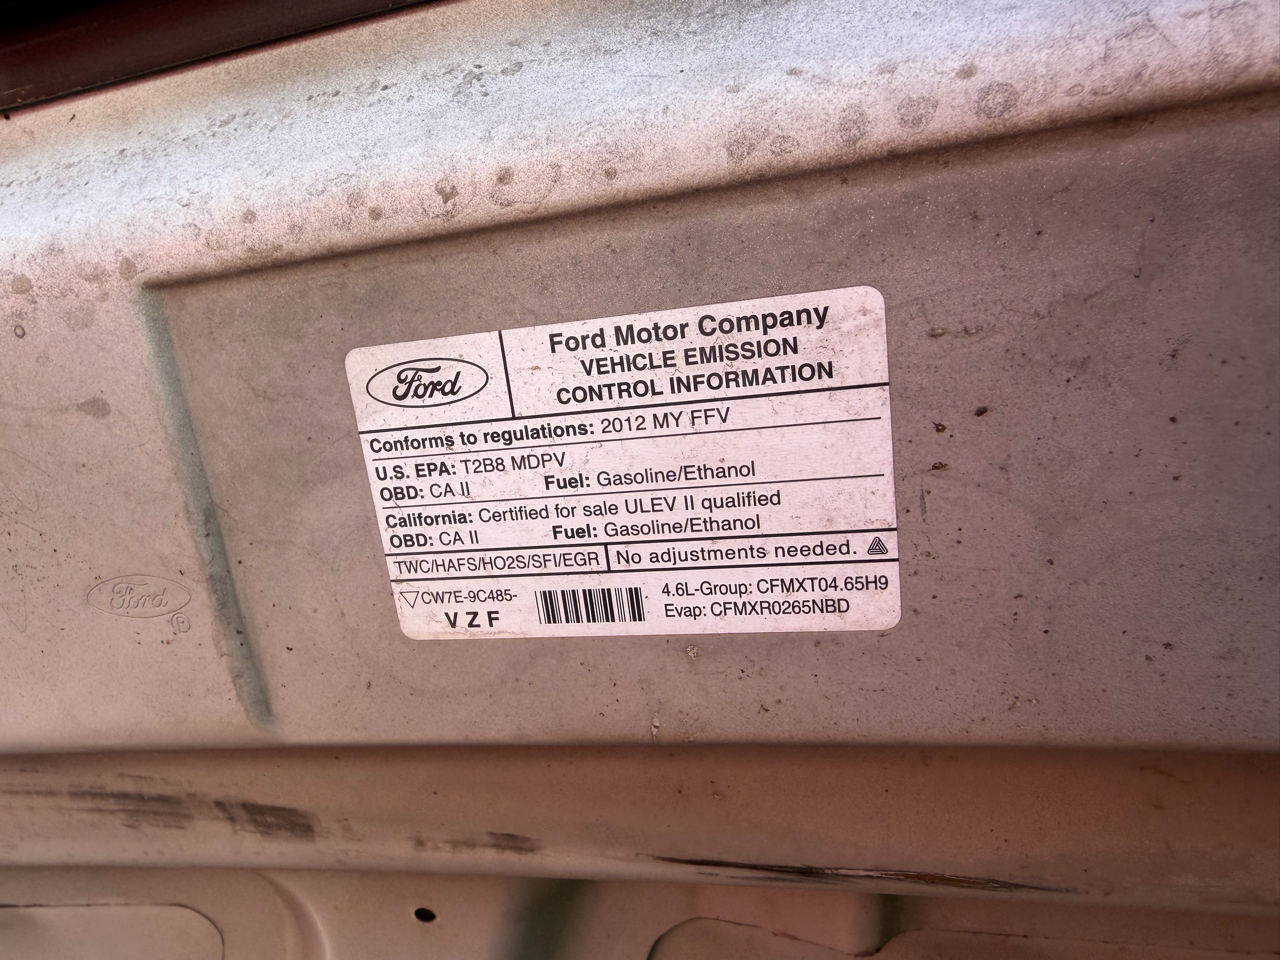 Ford
Ford Motor Company
VEHICLE EMISSION
CONTROL INFORMATION
Conforms to regulations: 2012 MY FFV
U.S. EPA: T2B8 MDPV
OBD: CA II Fuel: Gasoline/Ethanol
California: Certified for sale ULEV II qualified
OBD: CA II Fuel: Gasoline/Ethanol
TWC/HAFS/HO2S/SFI/EGR No adjustments needed.
CW7E-9C485-
V Z F
4.6L-Group: CFMXT04.65H9
Evap: CFMXR0265NBD
Ford
®